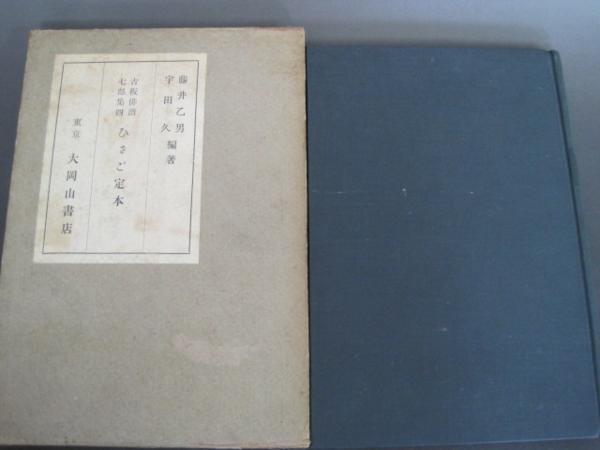 藤井乙男
宇田久 編著
古板俳諧
七部集四
ひさご定本
東京 大岡山書店